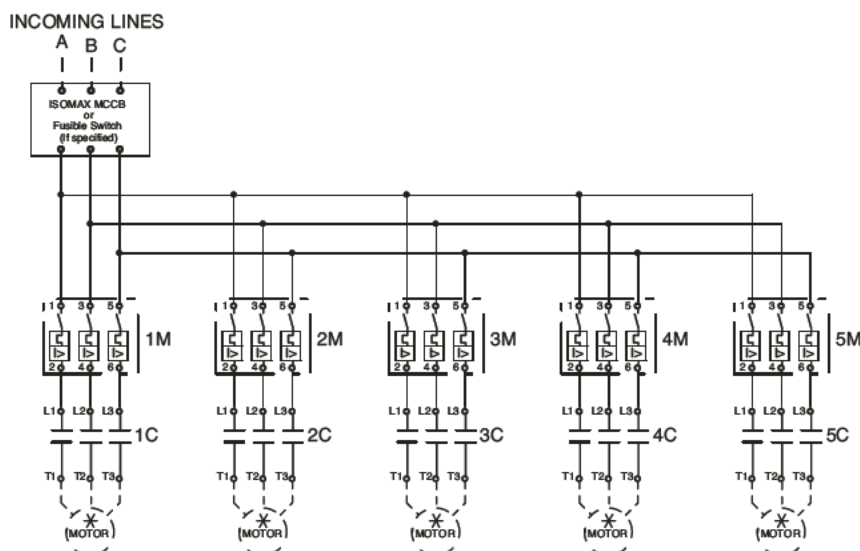 INCOMING LINES
A B C
ISOMAX MCCB
or
Fusible Switch
(If specified)
1 3 5 1 3 5 1 3 5 1 3 5 1 3 5
1M 2M 3M 4M 5M
I> I> I> I> I> I> I> I> I> I> I> I> I> I> I>
2 4 6 2 4 6 2 4 6 2 4 6 2 4 6
L1 L2 L3 L1 L2 L3 L1 L2 L3 L1 L2 L3 L1 L2 L3
1C 2C 3C 4C 5C
T1 T2 T3 T1 T2 T3 T1 T2 T3 T1 T2 T3 T1 T2 T3
MOTOR MOTOR MOTOR MOTOR MOTOR